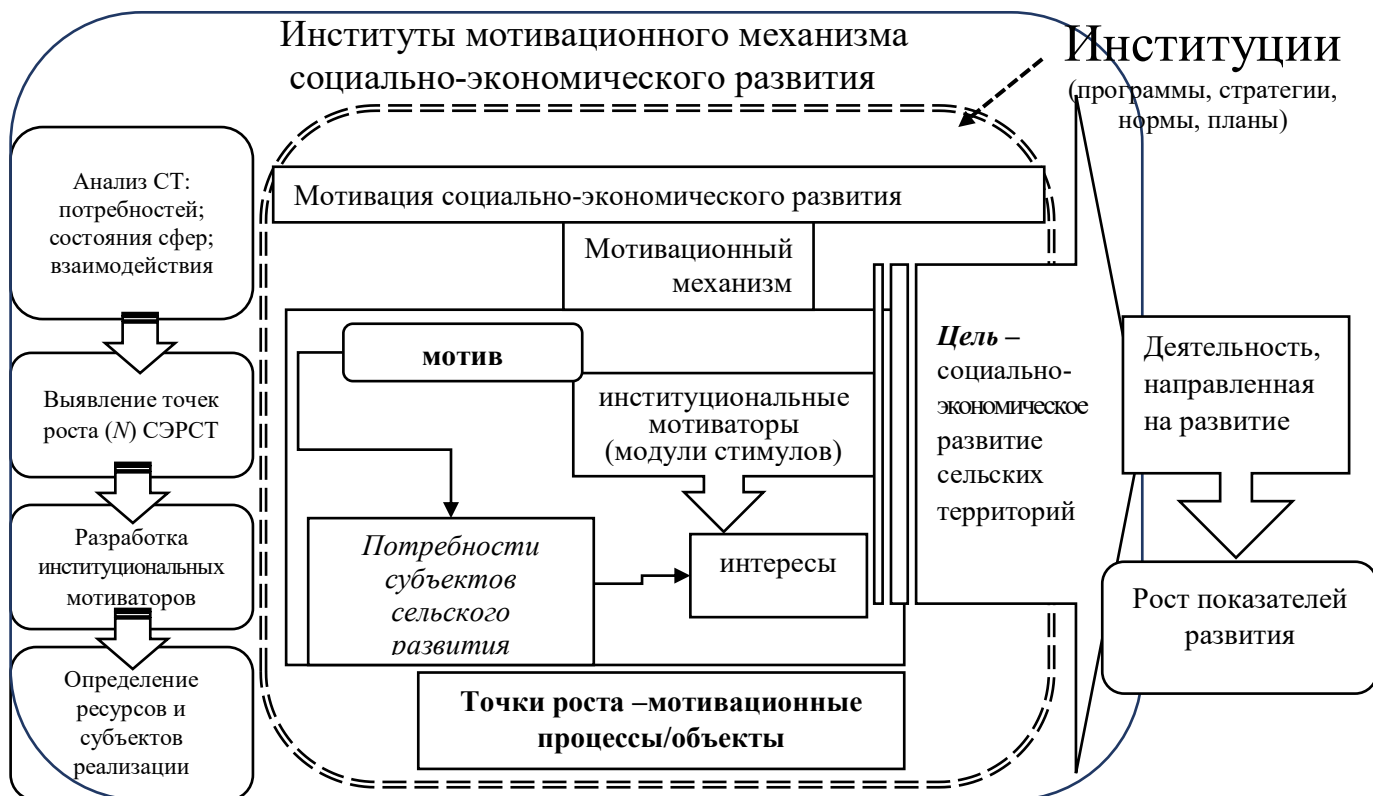 Институты мотивационного механизма
социально-экономического развития
Институции
(программы, стратегии,
нормы, планы)
Анализ СТ:
потребностей;
состояния сфер;
взаимодействия
Выявление точек
роста (N) СЭРСТ
Разработка
институциональных
мотиваторов
Определение
ресурсов и
субъектов
реализации
Мотивация социально-экономического развития
Мотивационный
механизм
мотив
институциональные
мотиваторы
(модули стимулов)
Потребности
субъектов
сельского
развития
интересы
Точки роста –мотивационные
процессы/объекты
Цель –
социально-
экономическое
развитие
сельских
территорий
Деятельность,
направленная
на развитие
Рост показателей
развития